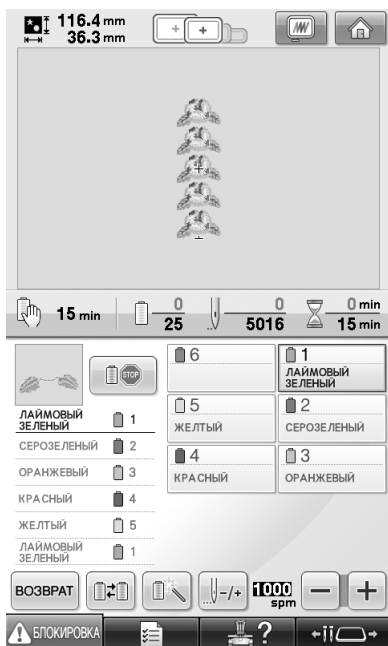 116.4 mm
36.3 mm
15 min
0
25
0
5016
0 min
15 min
STOP
ЛАЙМОВЫЙ
ЗЕЛЕНЫЙ 1
СЕРОЗЕЛЕНЫЙ 2
ОРАНЖЕВЫЙ 3
КРАСНЫЙ 4
ЖЕЛТЫЙ 5
ЛАЙМОВЫЙ
ЗЕЛЕНЫЙ 1
6
1
ЛАЙМОВЫЙ
ЗЕЛЕНЫЙ
5
ЖЕЛТЫЙ
2
СЕРОЗЕЛЕНЫЙ
4
КРАСНЫЙ
3
ОРАНЖЕВЫЙ
ВОЗВРАТ
-/+
1000
spm
− +
БЛОКИРОВКА
?